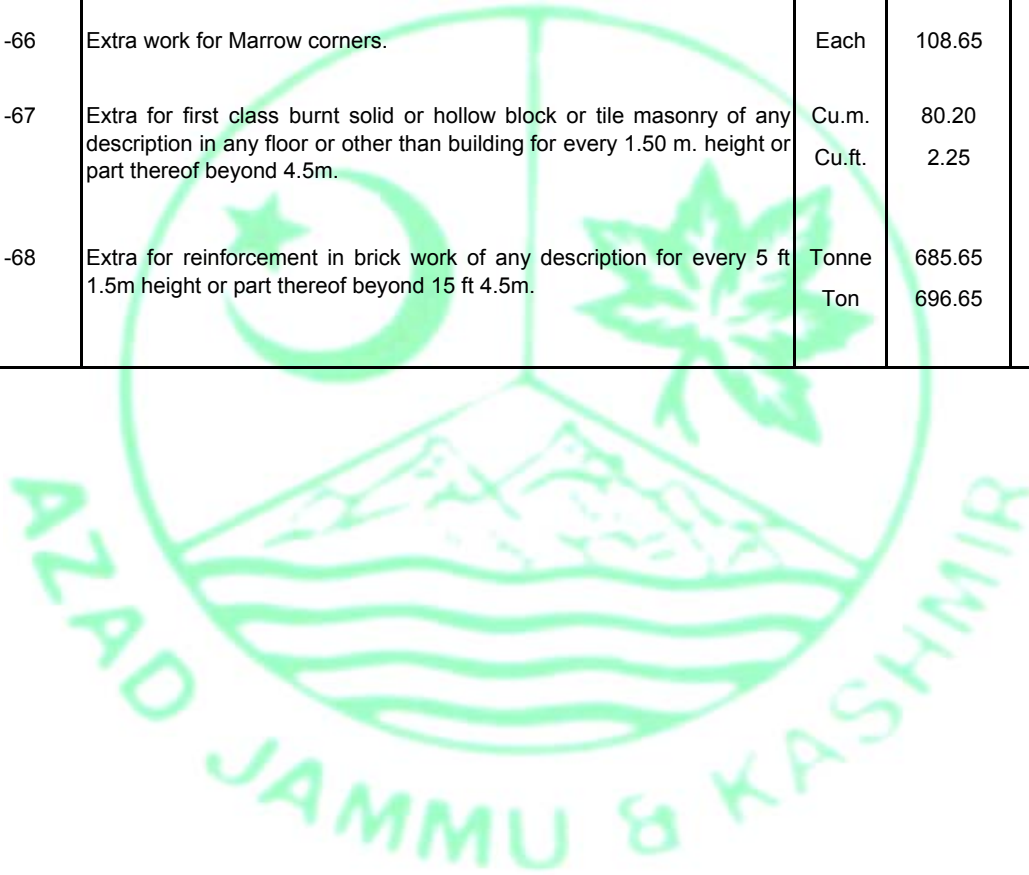 -66 Extra work for Marrow corners. Each 108.65
-67 Extra for first class burnt solid or hollow block or tile masonry of any Cu.m. 80.20
description in any floor or other than building for every 1.50 m. height or Cu.ft. 2.25
part thereof beyond 4.5m.
-68 Extra for reinforcement in brick work of any description for every 5 ft Tonne 685.65
1.5m height or part thereof beyond 15 ft 4.5m. Ton 696.65
AZAD JAMMU & KASHMIR